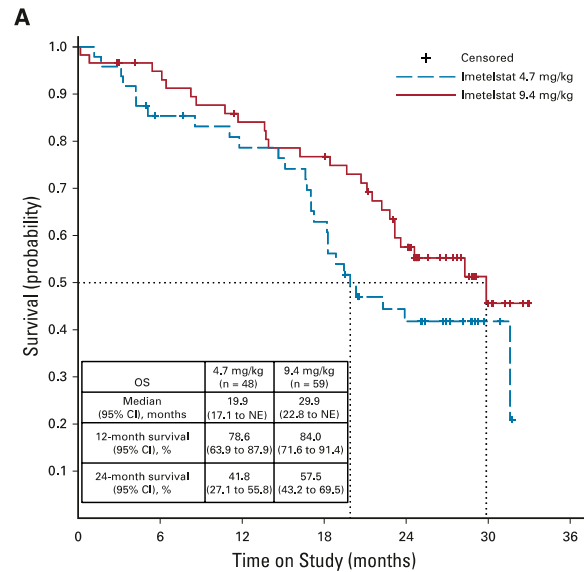 A
Censored
Imetelstat 4.7 mg/kg
Imetelstat 9.4 mg/kg
Survival (probability)
1.0
0.9
0.8
0.7
0.6
0.5
0.4
0.3
0.2
0.1
OS
4.7 mg/kg
(n = 48)
9.4 mg/kg
(n = 59)
Median
(95% CI), months
19.9
(17.1 to NE)
29.9
(22.8 to NE)
12-month survival
(95% CI), %
78.6
(63.9 to 87.9)
84.0
(71.6 to 91.4)
24-month survival
(95% CI), %
41.8
(27.1 to 55.8)
57.5
(43.2 to 69.5)
0
6
12
18
24
30
36
Time on Study (months)